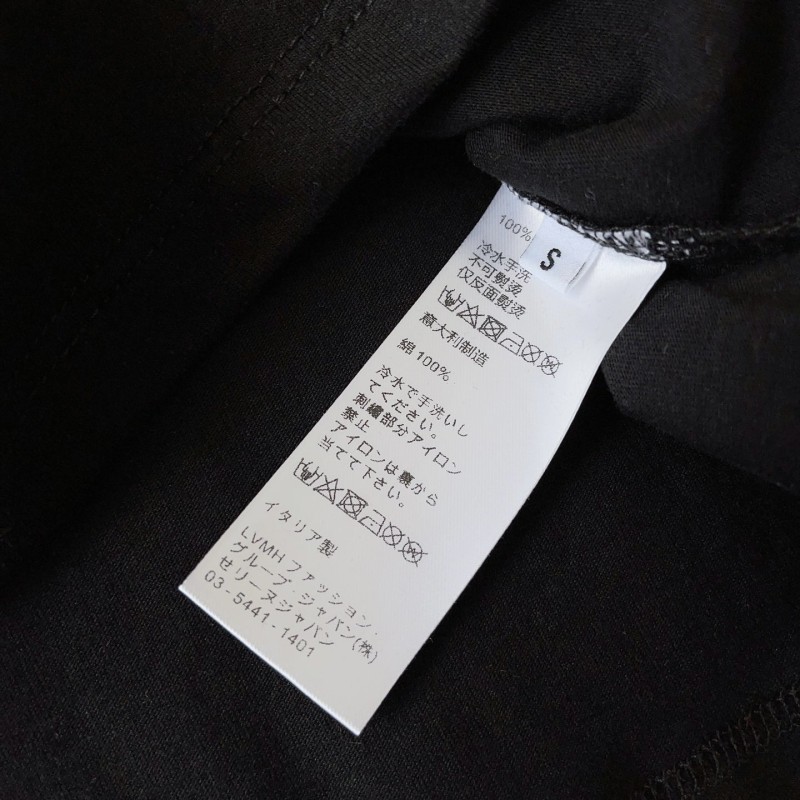 100%
S
冷水手洗
不可熨烫
仅反面熨烫
意大利制造
綿 100%
冷水で手洗いし
てください。
刺繡部分アイロン
禁止
アイロンは裏から
当てて下さい。
イタリア製
LVMH ファッション.
グループ.ジャパン(株)
せリーヌジャパン
03-5441-1401